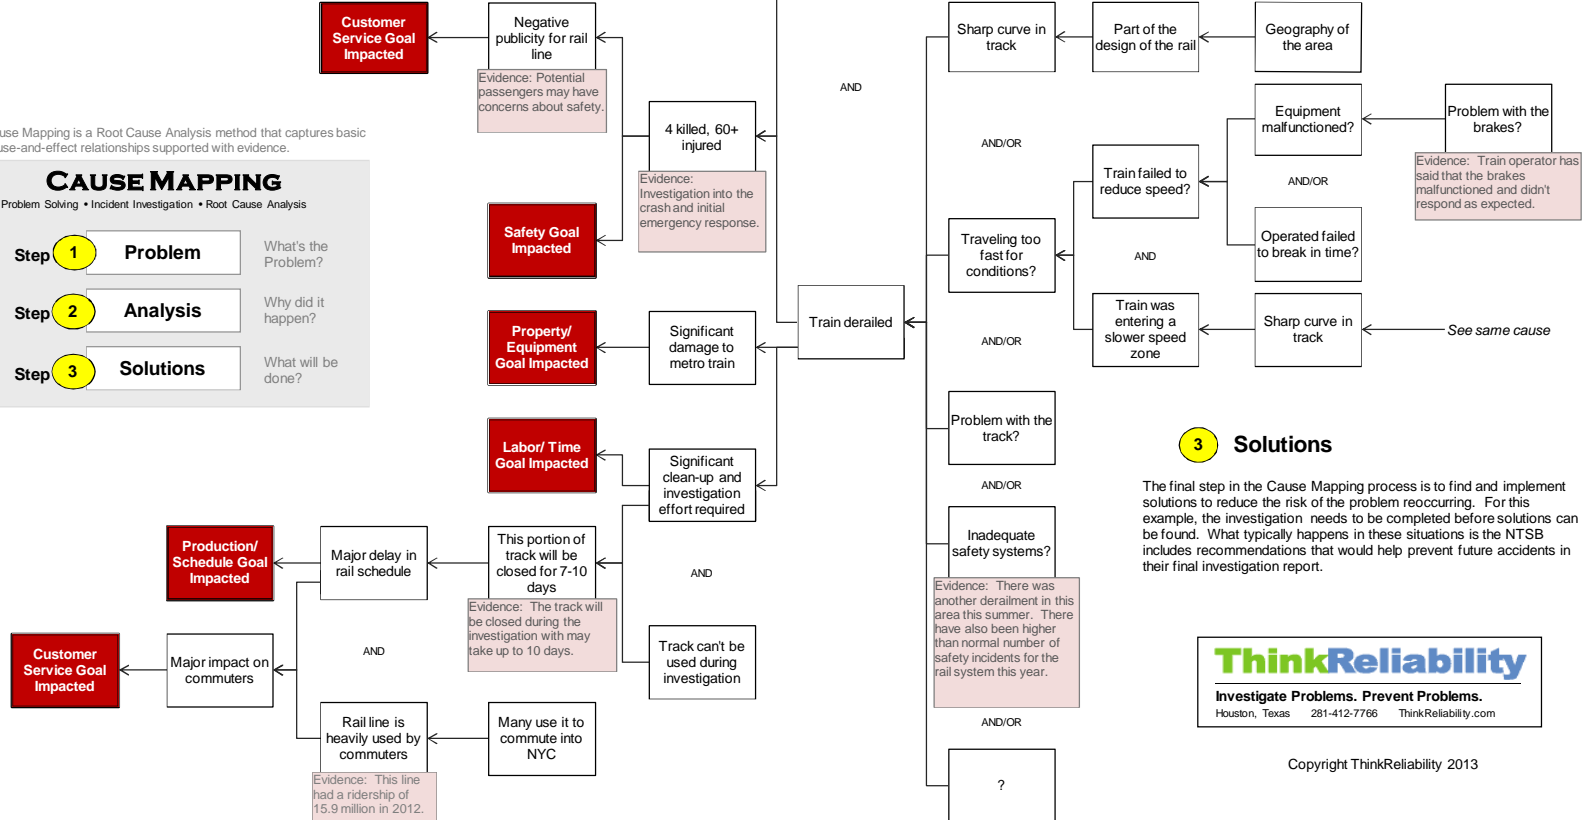 Customer
Service Goal
Impacted
Negative
publicity for rail
line
Evidence: Potential
passengers may have
concerns about safety.
4 killed, 60+
injured
Evidence:
Investigation into the
crash and initial
emergency response.
AND
Sharp curve in
track
Part of the
design of the rail
Geography of
the area
AND/OR
Equipment
malfunctioned?
Problem with the
brakes?
Evidence: Train operator has
said that the brakes
malfunctioned and didn't
respond as expected.
Train failed to
reduce speed?
AND/OR
Operated failed
to break in time?
Traveling too
fast for
conditions?
AND
Train was
entering a
slower speed
zone
Sharp curve in
track
See same cause
use Mapping is a Root Cause Analysis method that captures basic
use-and-effect relationships supported with evidence.
CAUSE MAPPING
Problem Solving • Incident Investigation • Root Cause Analysis
Step 1 Problem
What's the
Problem?
Step 2 Analysis
Why did it
happen?
Step 3 Solutions
What will be
done?
Safety Goal
Impacted
Train derailed
Property/
Equipment
Goal Impacted
Significant
damage to
metro train
AND/OR
Labor/ Time
Goal Impacted
Significant
clean-up and
investigation
effort required
Problem with the
track?
AND/OR
Production/
Schedule Goal
Impacted
Major delay in
rail schedule
This portion of
track will be
closed for 7-10
days
Evidence: The track will
be closed during the
investigation with may
take up to 10 days.
AND
Track can't be
used during
investigation
Inadequate
safety systems?
Evidence: There was
another derailment in this
area this summer. There
have also been higher
than normal number of
safety incidents for the
rail system this year.
AND/OR
?
Customer
Service Goal
Impacted
Major impact on
commuters
AND
Rail line is
heavily used by
commuters
Evidence: This line
had a ridership of
15.9 million in 2012.
Many use it to
commute into
NYC
3 Solutions
The final step in the Cause Mapping process is to find and implement
solutions to reduce the risk of the problem reoccurring. For this
example, the investigation needs to be completed before solutions can
be found. What typically happens in these situations is the NTSB
includes recommendations that would help prevent future accidents in
their final investigation report.
ThinkReliability
Investigate Problems. Prevent Problems.
Houston, Texas 281-412-7766 ThinkReliability.com
Copyright ThinkReliability 2013